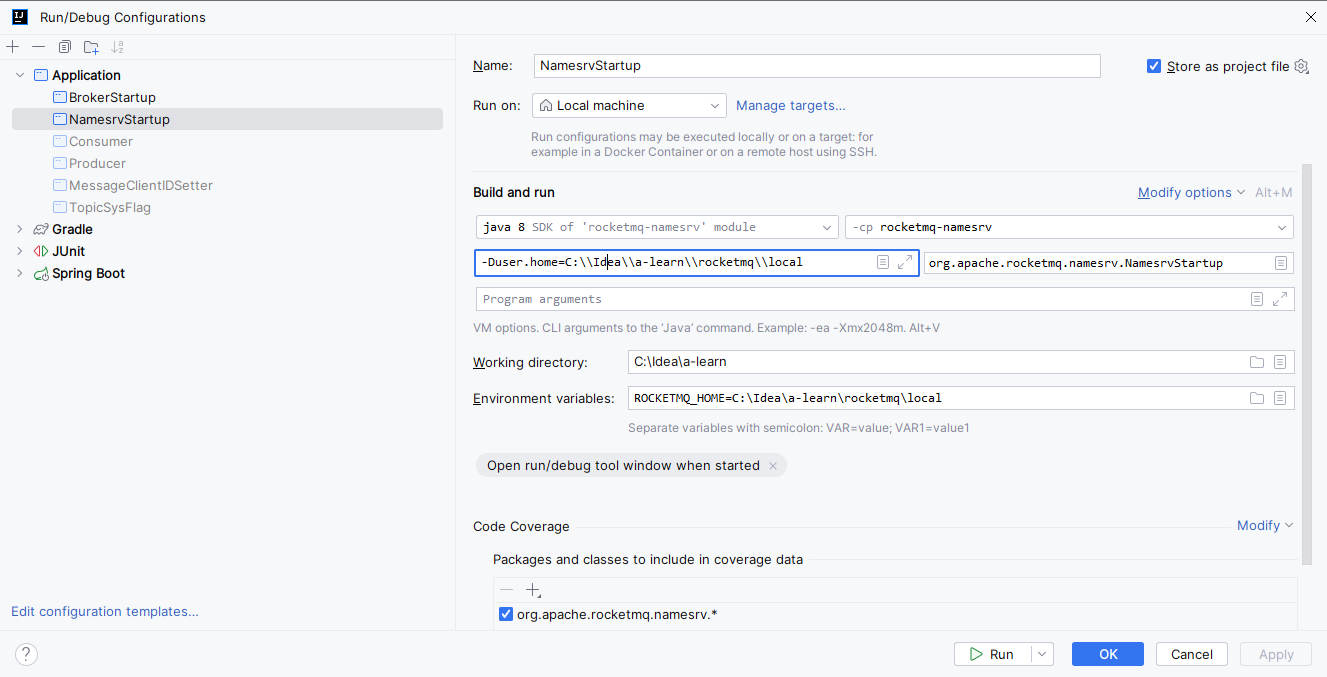 Run/Debug Configurations
Application
BrokerStartup
NamesrvStartup
Consumer
Producer
MessageClientIDSetter
TopicSysFlag
Gradle
JUnit
Spring Boot
Edit configuration templates...
Name: NamesrvStartup Store as project file
Run on: Local machine Manage targets...
Run configurations may be executed locally or on a target: for
example in a Docker Container or on a remote host using SSH.
Build and run Modify options Alt+M
java 8 SDK of 'rocketmq-namesrv' module -cp rocketmq-namesrv
-Duser.home=C:\\Idea\\a-learn\\rocketmq\\local org.apache.rocketmq.namesrv.NamesrvStartup
Program arguments
VM options. CLI arguments to the ‘Java’ command. Example: -ea -Xmx2048m. Alt+V
Working directory: C:\Idea\a-learn
Environment variables: ROCKETMQ_HOME=C:\Idea\a-learn\rocketmq\local
Separate variables with semicolon: VAR=value; VAR1=value1
Open run/debug tool window when started
Code Coverage Modify
Packages and classes to include in coverage data
org.apache.rocketmq.namesrv.*
? Run OK Cancel Apply